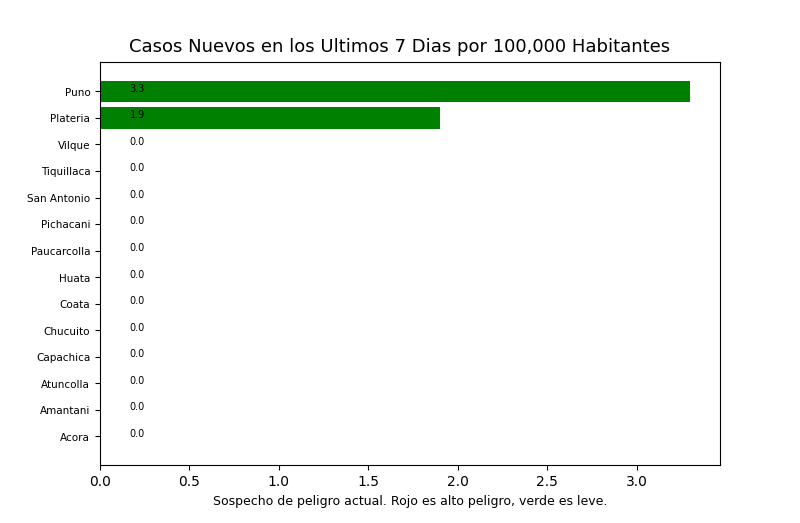 Casos Nuevos en los Ultimos 7 Dias por 100,000 Habitantes
Puno 3.3
Plateria 1.9
Vilque 0.0
Tiquillaca 0.0
San Antonio 0.0
Pichacani 0.0
Paucarcolla 0.0
Huata 0.0
Coata 0.0
Chucuito 0.0
Capachica 0.0
Atuncolla 0.0
Amantani 0.0
Acora 0.0
0.0 0.5 1.0 1.5 2.0 2.5 3.0
Sospecho de peligro actual. Rojo es alto peligro, verde es leve.